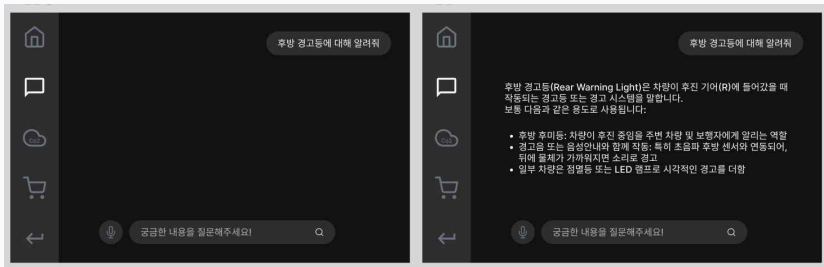 후방 경고등에 대해 알려줘
Co2
궁금한 내용을 질문해주세요!
후방 경고등에 대해 알려줘
후방 경고등(Rear Warning Light)은 차량이 후진 기어(R)에 들어갔을 때
작동되는 경고등 또는 경고 시스템을 말합니다.
보통 다음과 같은 용도로 사용됩니다:
• 후방 후미등: 차량이 후진 중임을 주변 차량 및 보행자에게 알리는 역할
• 경고음 또는 음성안내와 함께 작동: 특히 초음파 후방 센서와 연동되어,
뒤에 물체가 가까워지면 소리로 경고
• 일부 차량은 점멸등 또는 LED 램프로 시각적인 경고를 더함
Co2
궁금한 내용을 질문해주세요!